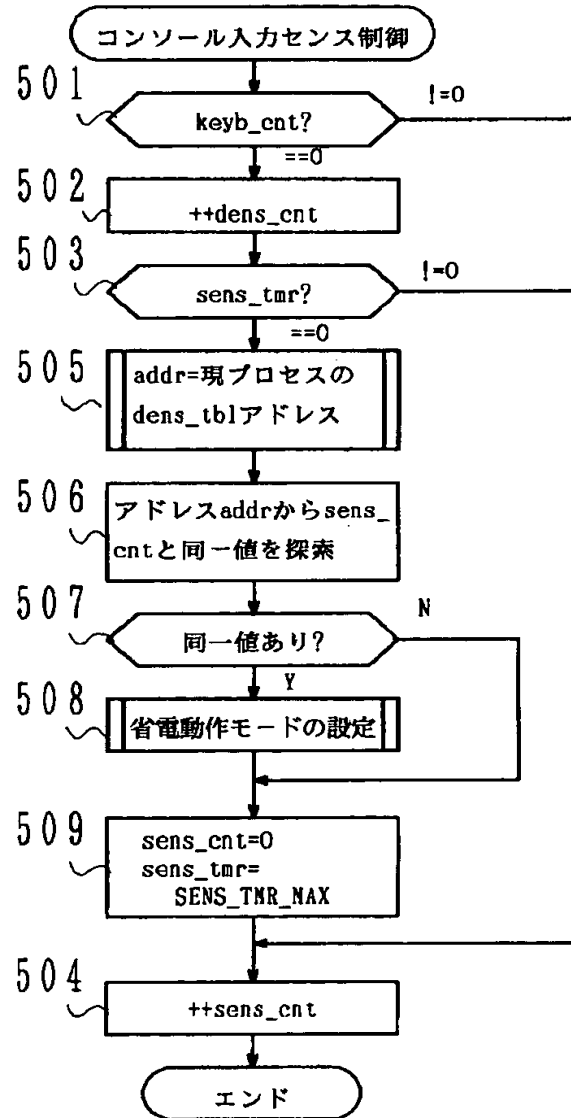 コンソール入力センス制御
501
keyb_cnt?
!=0
==0
502
++dens_cnt
503
sens_tmr?
!=0
==0
505
addr=現プロセスの
dens_tblアドレス
506
アドレスaddrからsens_
cntと同一値を探索
507
同一値あり?
N
Y
508
省電動作モードの設定
509
sens_cnt=0
sens_tmr=
SENS_TMR_MAX
504
++sens_cnt
エンド